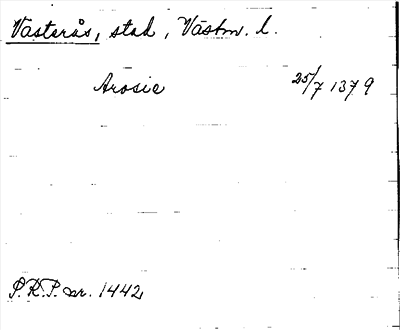 Västerås, stad, Västm. l.
Arosie 25/7 1379
P.R.P. nr. 1442